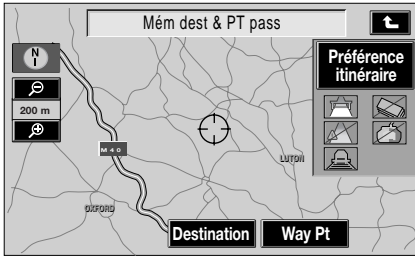 Mém dest & PT pass
N
Préférence
itinéraire
200 m
M 40
LUTON
OXFORD
Destination
Way Pt